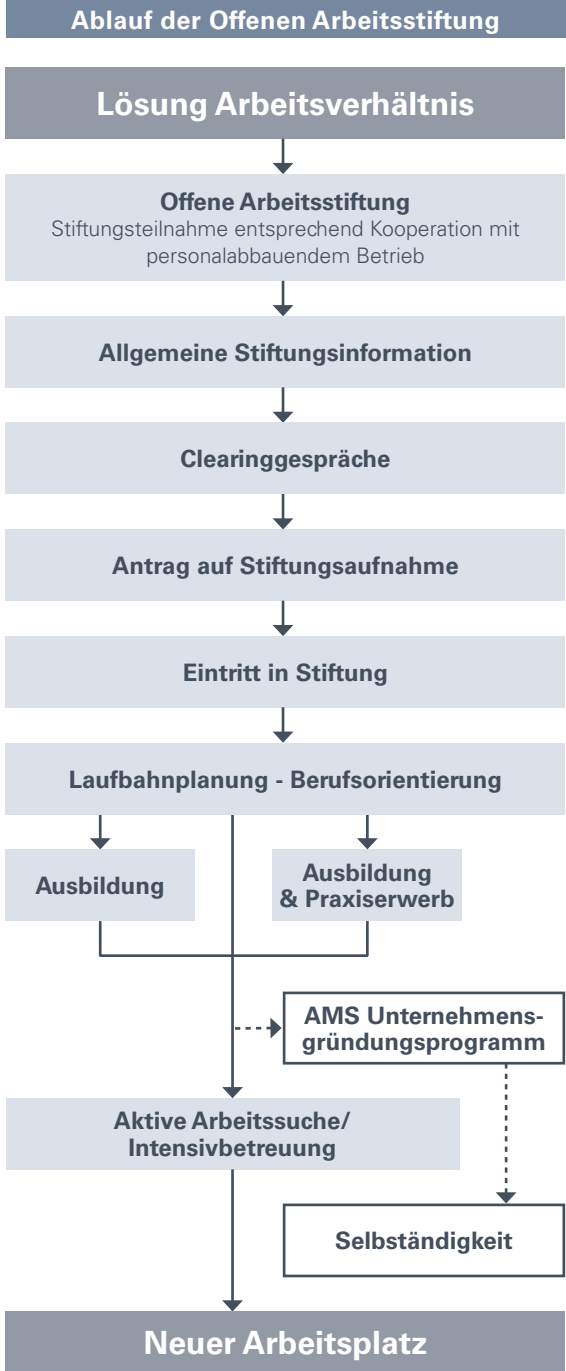 Ablauf der Offenen Arbeitsstiftung
Lösung Arbeitsverhältnis
Offene Arbeitsstiftung
Stiftungsteilnahme entsprechend Kooperation mit
personalabbauendem Betrieb
Allgemeine Stiftungsinformation
Clearinggespräche
Antrag auf Stiftungsaufnahme
Eintritt in Stiftung
Laufbahnplanung - Berufsorientierung
Ausbildung
Ausbildung
& Praxiserwerb
AMS Unternehmens-
gründungsprogramm
Aktive Arbeitssuche/
Intensivbetreuung
Selbständigkeit
Neuer Arbeitsplatz